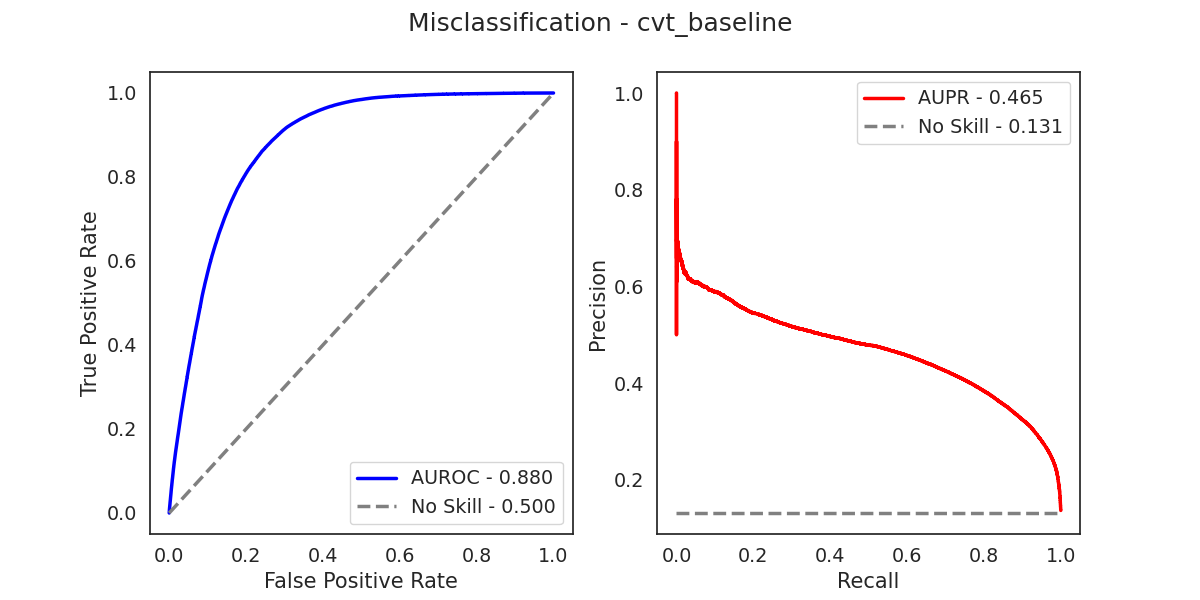 Misclassification - cvt_baseline
True Positive Rate
1.0
0.8
0.6
0.4
0.2
0.0
AUROC - 0.880
No Skill - 0.500
0.0 0.2 0.4 0.6 0.8 1.0
False Positive Rate
Precision
1.0
0.8
0.6
0.4
0.2
AUPR - 0.465
No Skill - 0.131
0.0 0.2 0.4 0.6 0.8 1.0
Recall